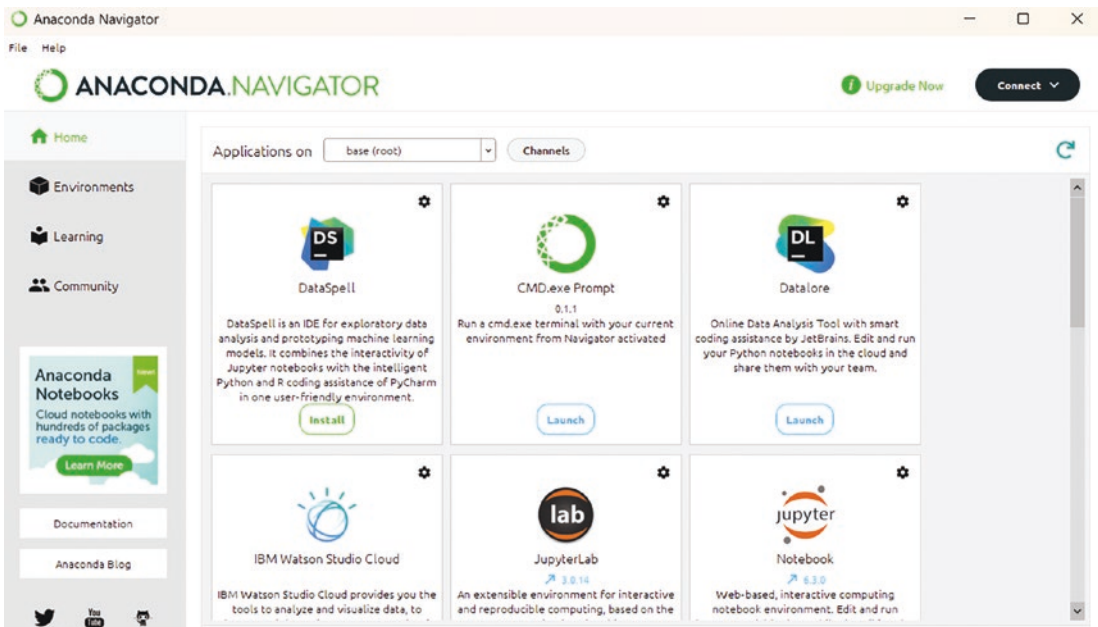 Anaconda Navigator
File Help
ANACONDA.NAVIGATOR
Upgrade Now
Connect
Home
Environments
Learning
Community
Anaconda
Notebooks
New!
Cloud notebooks with
hundreds of packages
ready to code.
Learn More
Documentation
Anaconda Blog
You
Tube
Applications on base (root) Channels
DS
DataSpell
DataSpell is an IDE for exploratory data
analysis and prototyping machine learning
models. It combines the interactivity of
Jupyter notebooks with the intelligent
Python and R coding assistance of PyCharm
in one user-friendly environment.
Install
CMD.exe Prompt
0.1.1
Run a cmd.exe terminal with your current
environment from Navigator activated
Launch
DL
Datalore
Online Data Analysis Tool with smart
coding assistance by JetBrains. Edit and run
your Python notebooks in the cloud and
share them with your team.
Launch
IBM Watson Studio Cloud
IBM Watson Studio Cloud provides you the
tools to analyze and visualize data, to
lab
JupyterLab
3.0.14
An extensible environment for interactive
and reproducible computing, based on the
jupyter
Notebook
6.3.0
Web-based, interactive computing
notebook environment. Edit and run